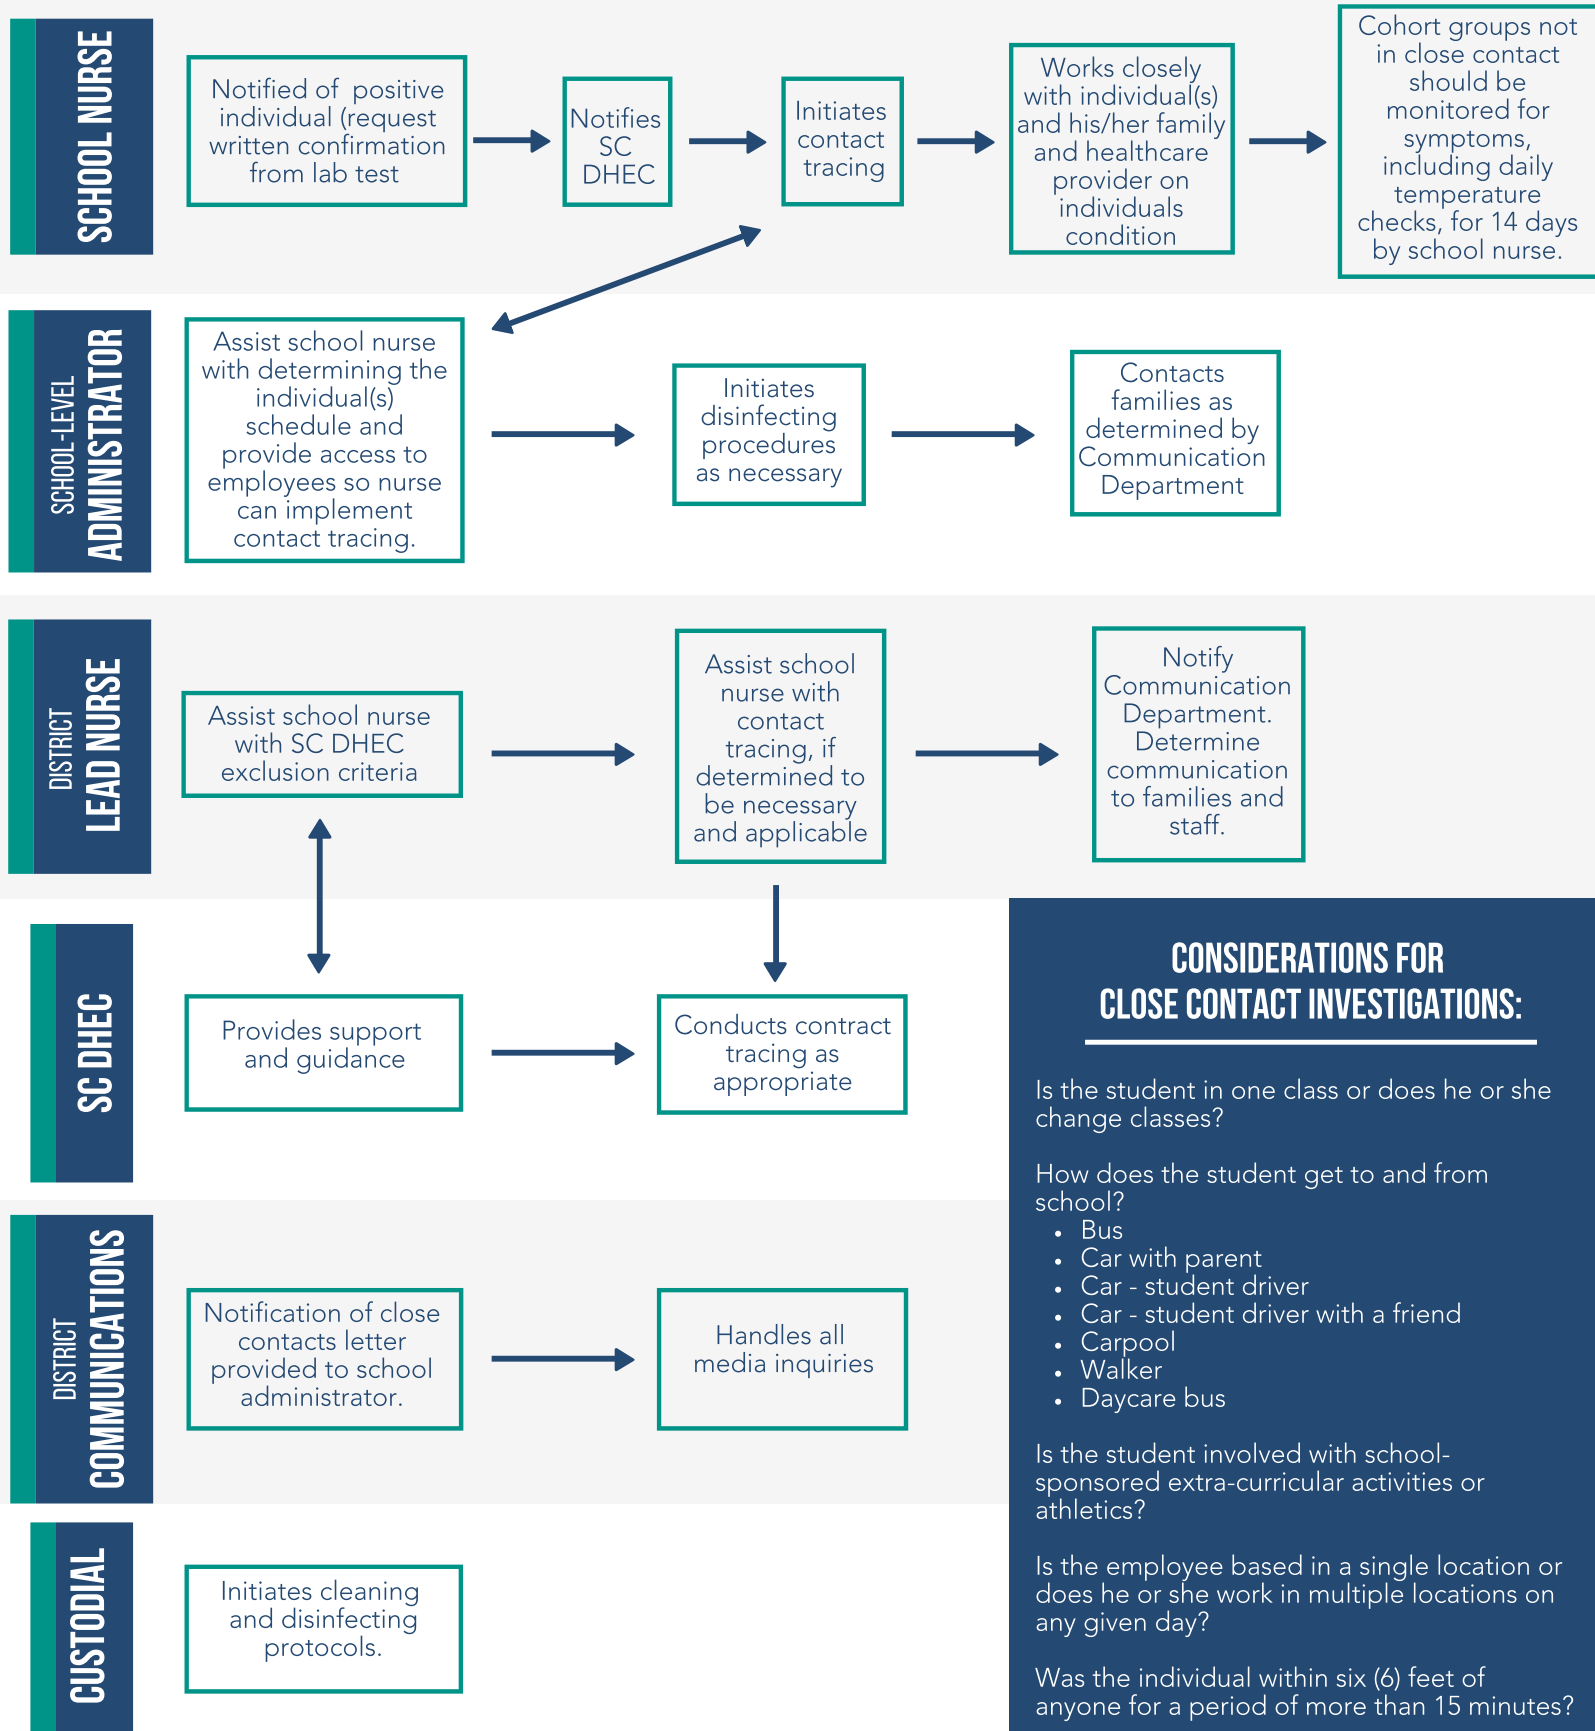 SCHOOL NURSE
Notified of positive
individual (request
written confirmation
from lab test
Notifies
SC
DHEC
Initiates
contact
tracing
Works closely
with individual(s)
and his/her family
and healthcare
provider on
individuals
condition
Cohort groups not
in close contact
should be
monitored for
symptoms,
including daily
temperature
checks, for 14 days
by school nurse.
SCHOOL-LEVEL
ADMINISTRATOR
Assist school nurse
with determining the
individual(s)
schedule and
provide access to
employees so nurse
can implement
contact tracing.
Initiates
disinfecting
procedures
as necessary
Contacts
families as
determined by
Communication
Department
DISTRICT
LEAD NURSE
Assist school nurse
with SC DHEC
exclusion criteria
Assist school
nurse with
contact
tracing, if
determined to
be necessary
and applicable
Notify
Communication
Department.
Determine
communication
to families and
staff.
SC DHEC
Provides support
and guidance
Conducts contract
tracing as
appropriate
DISTRICT
COMMUNICATIONS
Notification of close
contacts letter
provided to school
administrator.
Handles all
media inquiries
CUSTODIAL
Initiates cleaning
and disinfecting
protocols.
CONSIDERATIONS FOR
CLOSE CONTACT INVESTIGATIONS:
Is the student in one class or does he or she
change classes?
How does the student get to and from
school?
• Bus
• Car with parent
• Car - student driver
• Car - student driver with a friend
• Carpool
• Walker
• Daycare bus
Is the student involved with school-
sponsored extra-curricular activities or
athletics?
Is the employee based in a single location or
does he or she work in multiple locations on
any given day?
Was the individual within six (6) feet of
anyone for a period of more than 15 minutes?